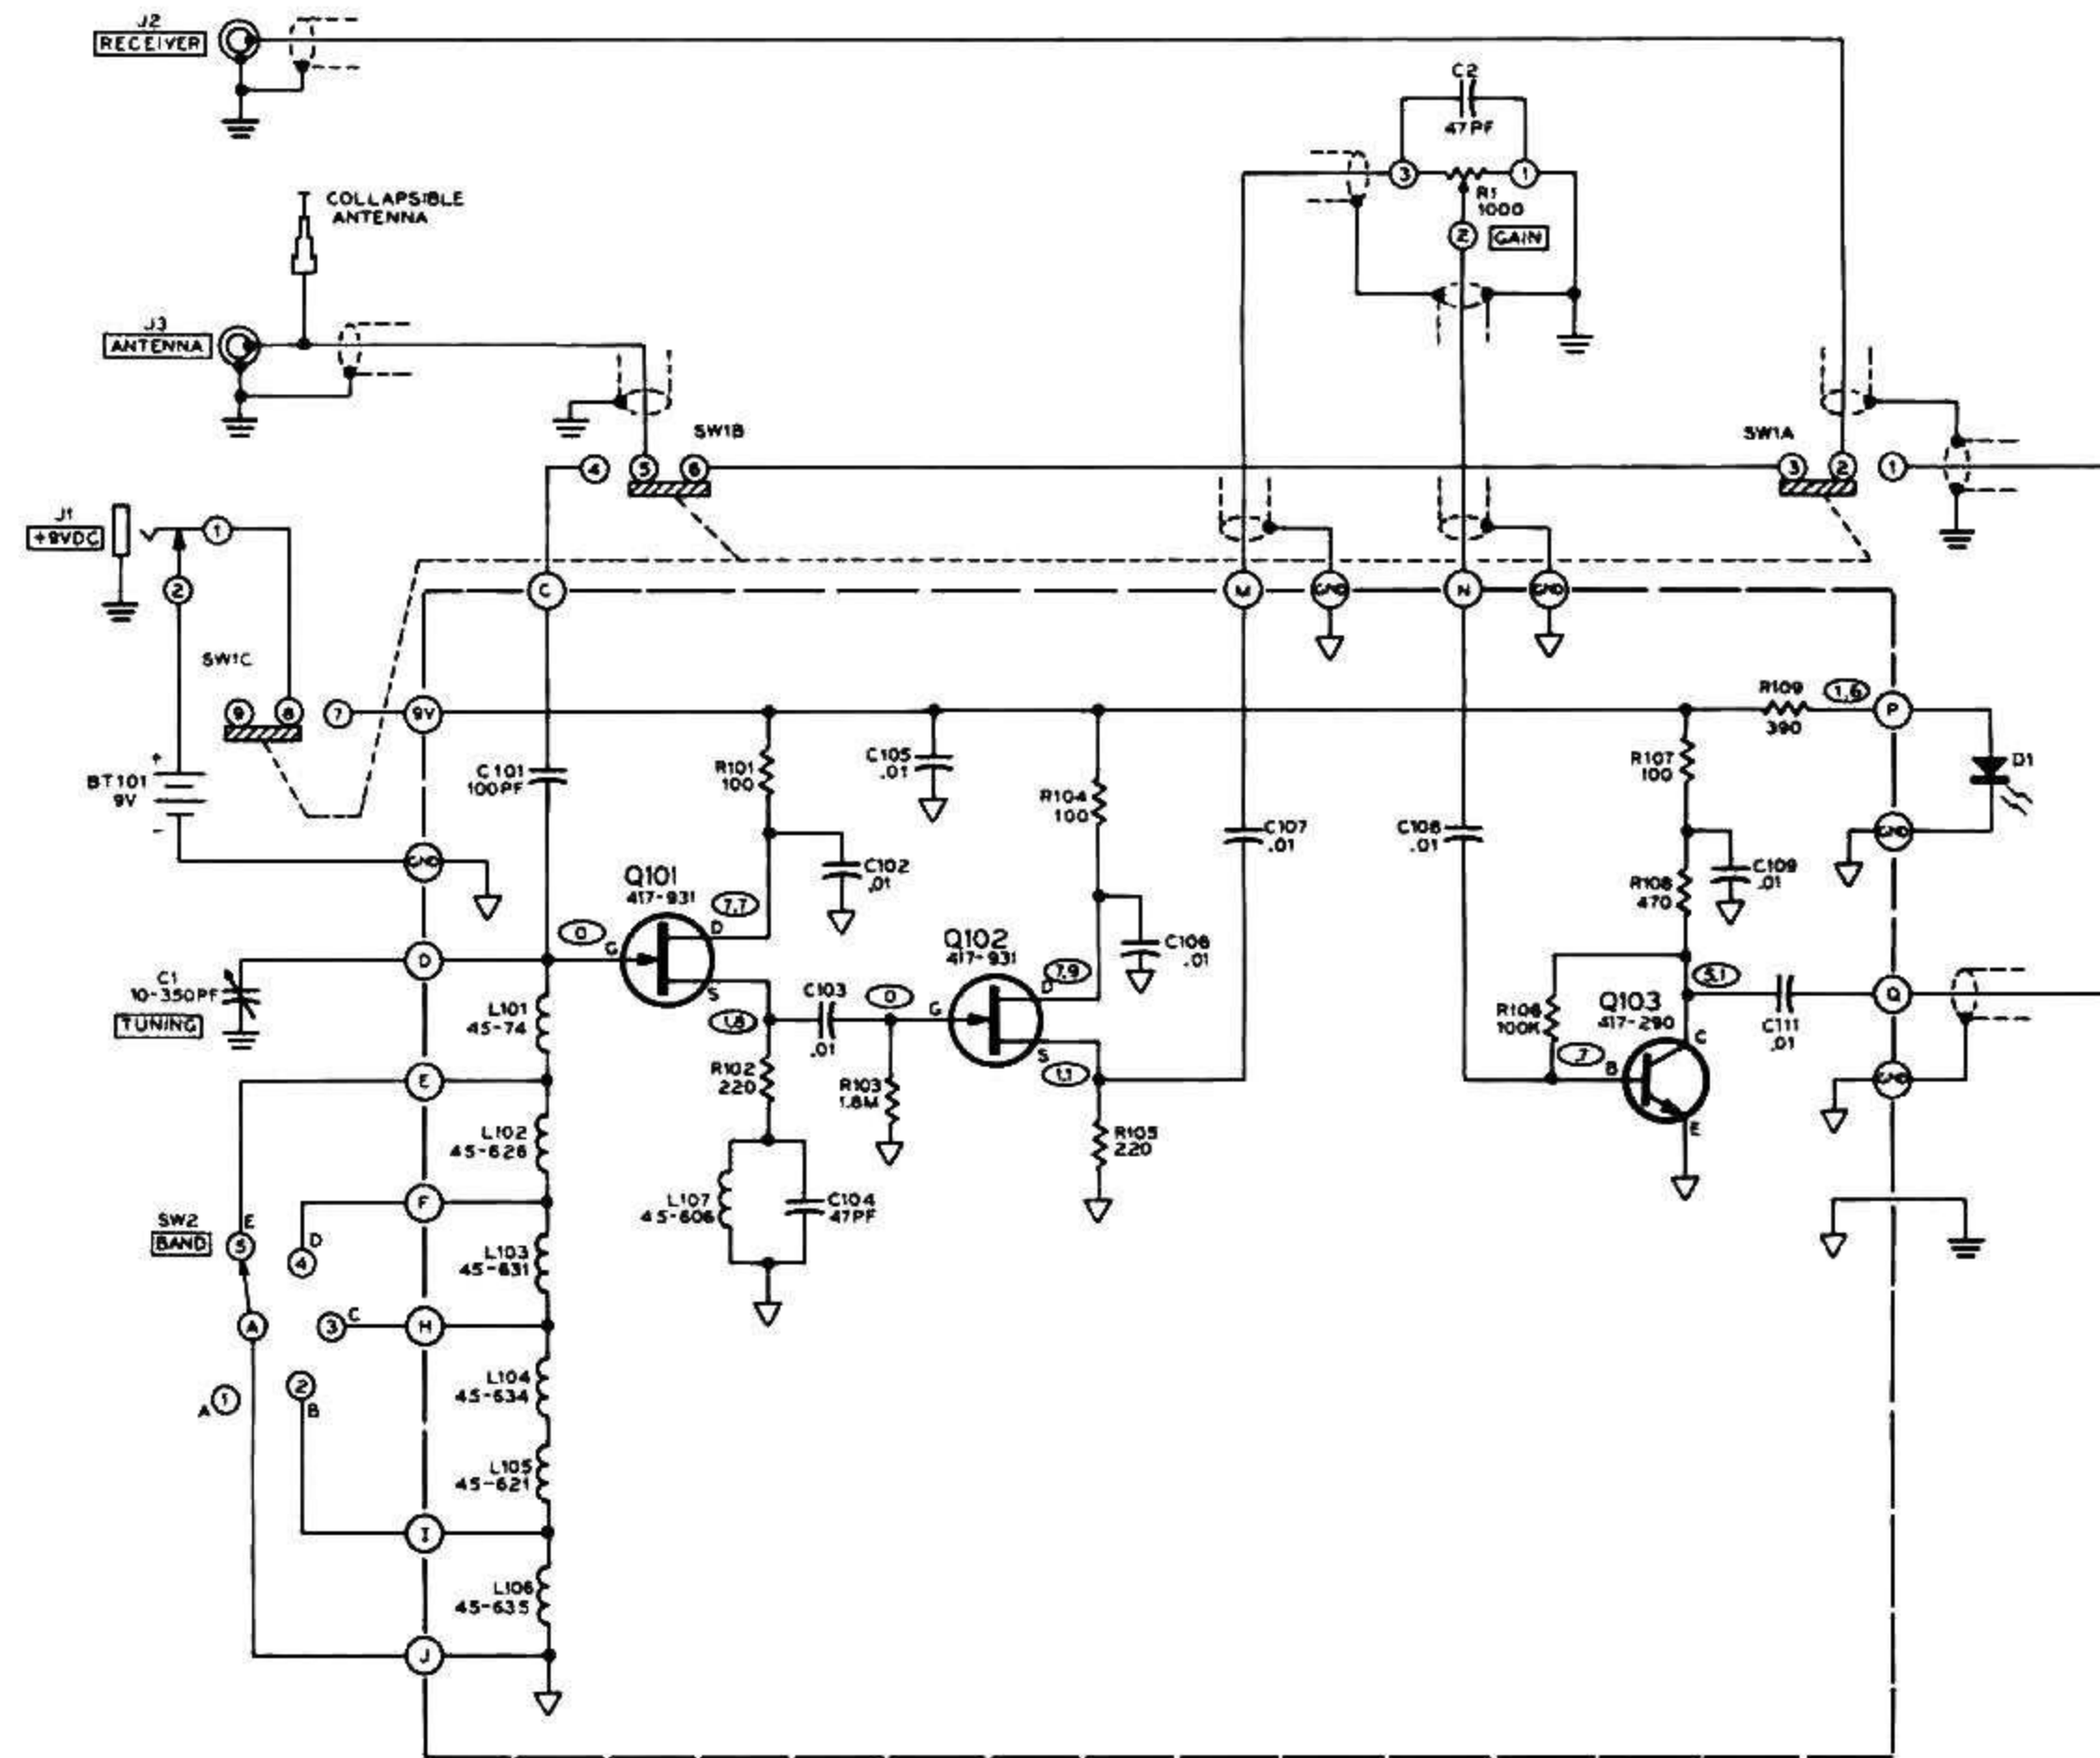 J2
RECEIVER
C2
47PF
3
1
R1
1000
2
GAIN
COLLAPSIBLE
ANTENNA
J3
ANTENNA
SW1B
4
5
6
SW1A
3
2
1
J1
+9VDC
1
2
C
M
GND
N
GND
SW1C
9
8
7
9V
R109
390
1.6
P
BT101
9V
+
-
C101
100PF
R101
100
C105
.01
R104
100
R107
100
D1
C107
.01
C108
.01
GND
GND
C102
.01
R108
470
C109
.01
Q101
417-931
7.7
D
0
G
S
Q102
417-931
7.9
D
C106
.01
D
C1
10-350PF
TUNING
L101
45-74
1.8
C103
.01
0
G
S
1.1
R106
100K
Q103
417-290
5.1
C
C111
.01
Q
E
R102
220
R103
1.8M
.7
B
E
GND
L102
45-626
R105
220
F
L107
45-606
C104
47PF
SW2
BAND
E
5
D
4
L103
45-631
A
3
C
H
L104
45-634
A
1
2
B
L105
45-621
I
L106
45-635
J